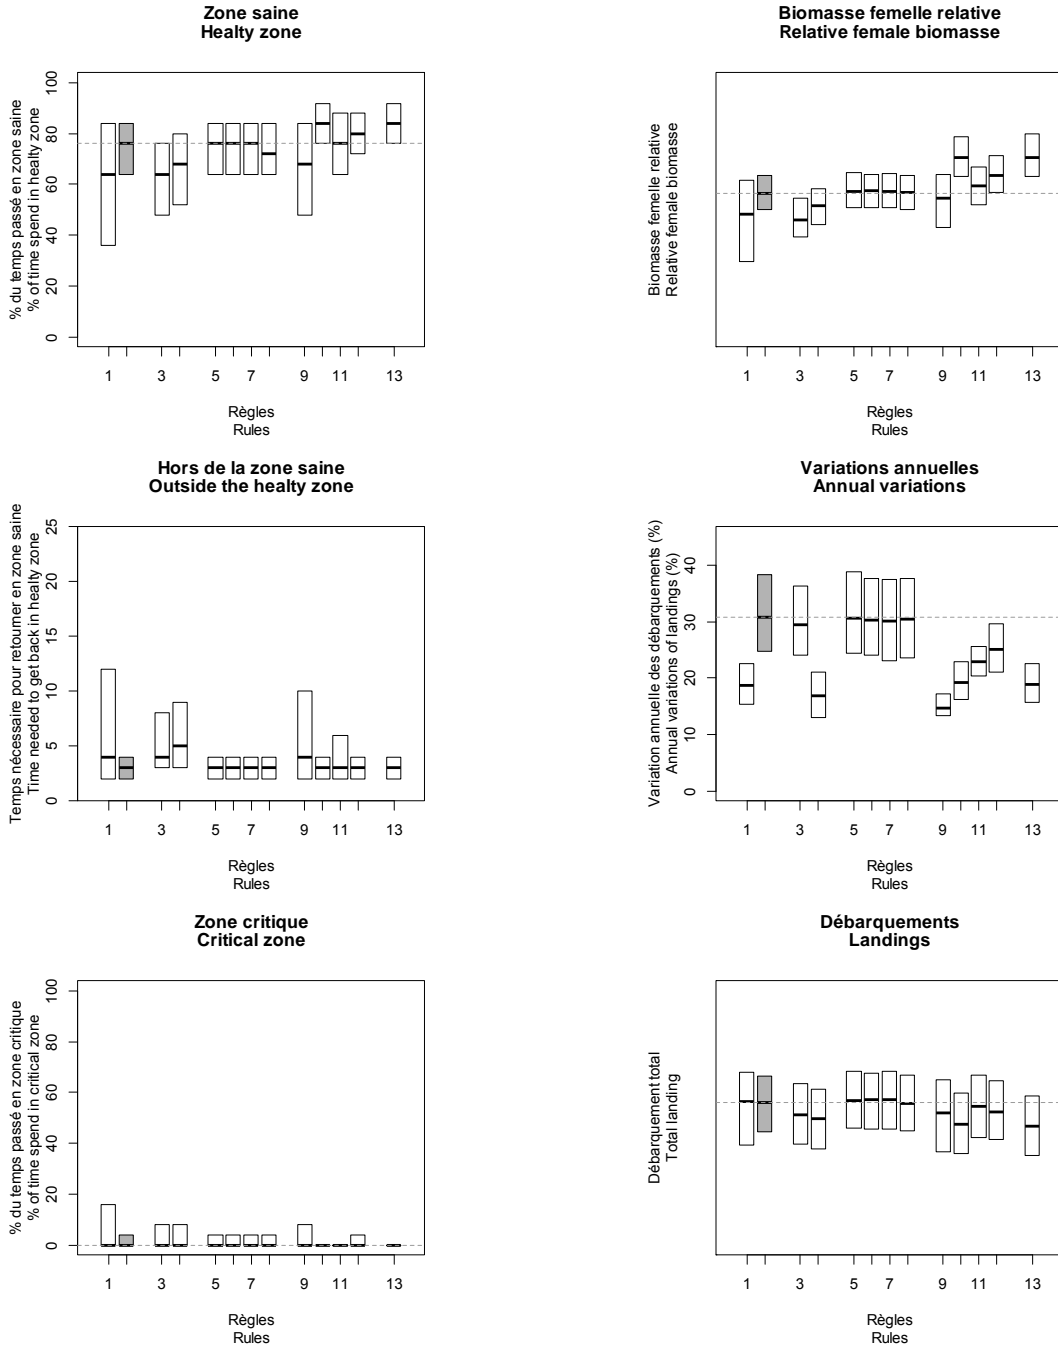 Zone saine
Healty zone
% du temps passé en zone saine
% of time spend in healty zone
100
80
60
40
20
0
1 3 5 7 9 11 13
Règles
Rules
Biomasse femelle relative
Relative female biomasse
Biomasse femelle relative
Relative female biomasse
1 3 5 7 9 11 13
Règles
Rules
Hors de la zone saine
Outside the healty zone
Temps nécessaire pour retourner en zone saine
Time needed to get back in healty zone
25
20
15
10
5
0
1 3 5 7 9 11 13
Règles
Rules
Variations annuelles
Annual variations
Variation annuelle des débarquements (%)
Annual variations of landings (%)
40
30
20
10
0
1 3 5 7 9 11 13
Règles
Rules
Zone critique
Critical zone
% du temps passé en zone critique
% of time spend in critical zone
100
80
60
40
20
0
1 3 5 7 9 11 13
Règles
Rules
Débarquements
Landings
Débarquement total
Total landing
1 3 5 7 9 11 13
Règles
Rules